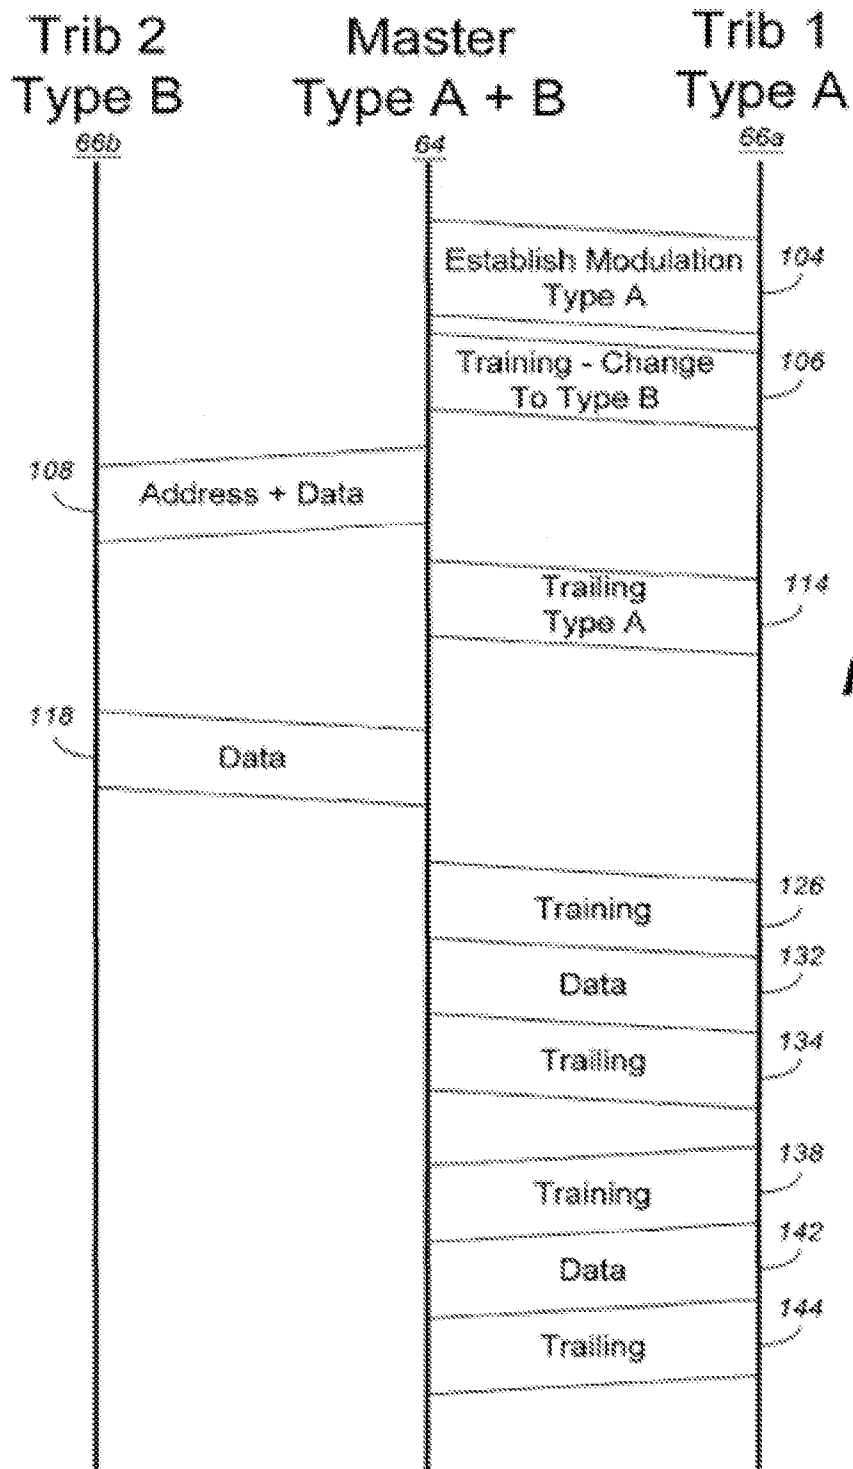 Trib 2
Type B
66b
Master
Type A + B
64
Trib 1
Type A
66a
Establish Modulation
Type A
104
Training - Change
To Type B
106
108
Address + Data
Trailing
Type A
114
118
Data
Training
126
Data
132
Trailing
134
Training
138
Data
142
Trailing
144